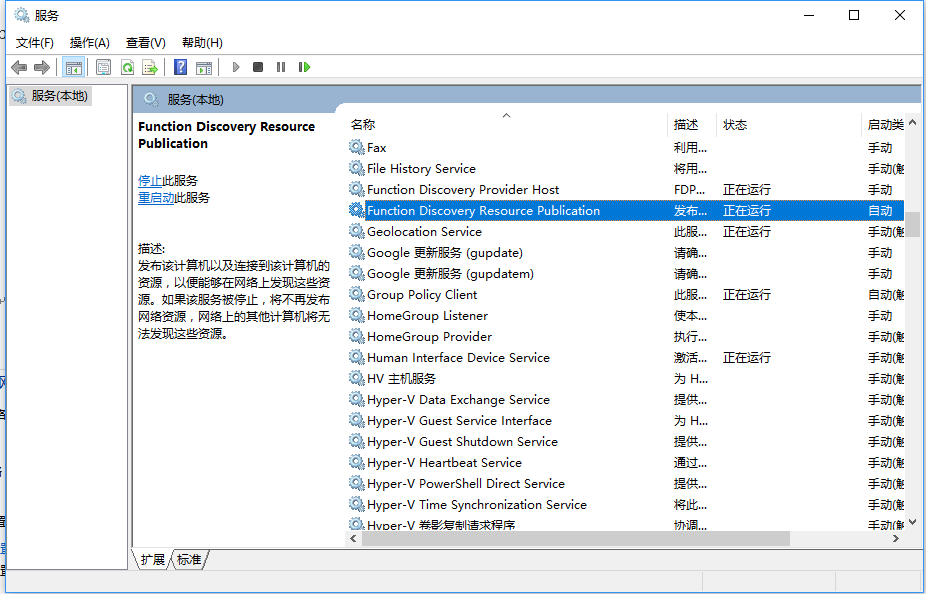 服务
文件(F) 操作(A) 查看(V) 帮助(H)
服务(本地)
服务(本地)
Function Discovery Resource
Publication
停止此服务
重启动此服务
描述:
发布该计算机以及连接到该计算机的
资源，以便能够在网络上发现这些资
源。如果该服务被停止，将不再发布
网络资源，网络上的其他计算机将无
法发现这些资源。
名称 描述 状态 启动类
Fax 利用... 手动
File History Service 将用... 手动(触
Function Discovery Provider Host FDP... 正在运行 手动
Function Discovery Resource Publication 发布... 正在运行 自动
Geolocation Service 此服... 正在运行 手动(触
Google 更新服务 (gupdate) 请确... 手动
Google 更新服务 (gupdatem) 请确... 手动
Group Policy Client 此服... 正在运行 自动(触
HomeGroup Listener 使本... 手动
HomeGroup Provider 执行... 手动(触
Human Interface Device Service 激活... 正在运行 手动(触
HV 主机服务 为 H... 手动(触
Hyper-V Data Exchange Service 提供... 手动(触
Hyper-V Guest Service Interface 为 H... 手动(触
Hyper-V Guest Shutdown Service 提供... 手动(触
Hyper-V Heartbeat Service 通过... 手动(触
Hyper-V PowerShell Direct Service 提供... 手动(触
Hyper-V Time Synchronization Service 将此... 手动(触
Hyper-V 卷影复制请求程序 协调... 手动(触
扩展 标准